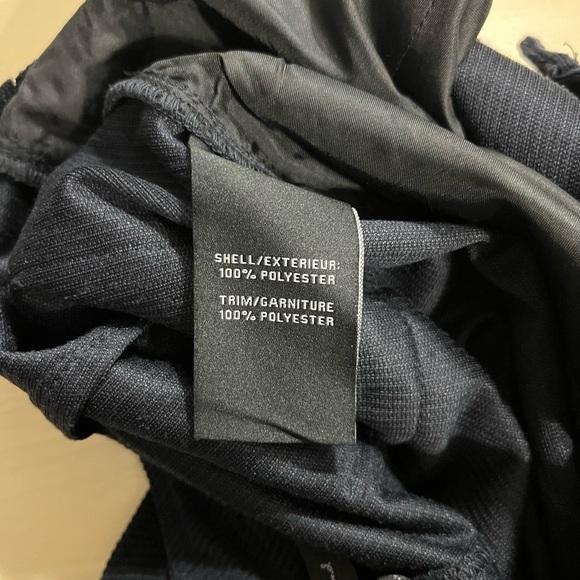 SHELL/EXTERIEUR:
100% POLYESTER
TRIM/GARNITURE
100% POLYESTER